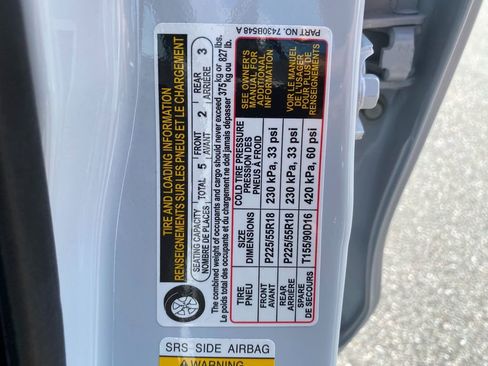 TIRE AND LOADING INFORMATION
RENSEIGNEMENTS SUR LES PNEUS ET LE CHARGEMENT
SEATING CAPACITY
NOMBRE DE PLACES
TOTAL 5
FRONT
AVANT
2
REAR
ARRIÈRE
3
The combined weight of occupants and cargo should never exceed 375 kg or 827 lbs.
Le poids total des occupants et du chargement ne doit jamais dépasser 375 kg ou 827 lb.
TIRE
PNEU
SIZE
DIMENSIONS
COLD TIRE PRESSURE
PRESSION DES
PNEUS À FROID
FRONT
AVANT
P225/55R18
230 kPa, 33 psi
REAR
ARRIÈRE
P225/55R18
230 kPa, 33 psi
SPARE
DE SECOURS
T155/90D16
420 kPa, 60 psi
SEE OWNER'S
MANUAL FOR
ADDITIONAL
INFORMATION
VOIR LE MANUEL
DE L'USAGER
POUR PLUS DE
RENSEIGNEMENTS
PART NO. 7430B548 A
SRS-SIDE AIRBAG
WARNING